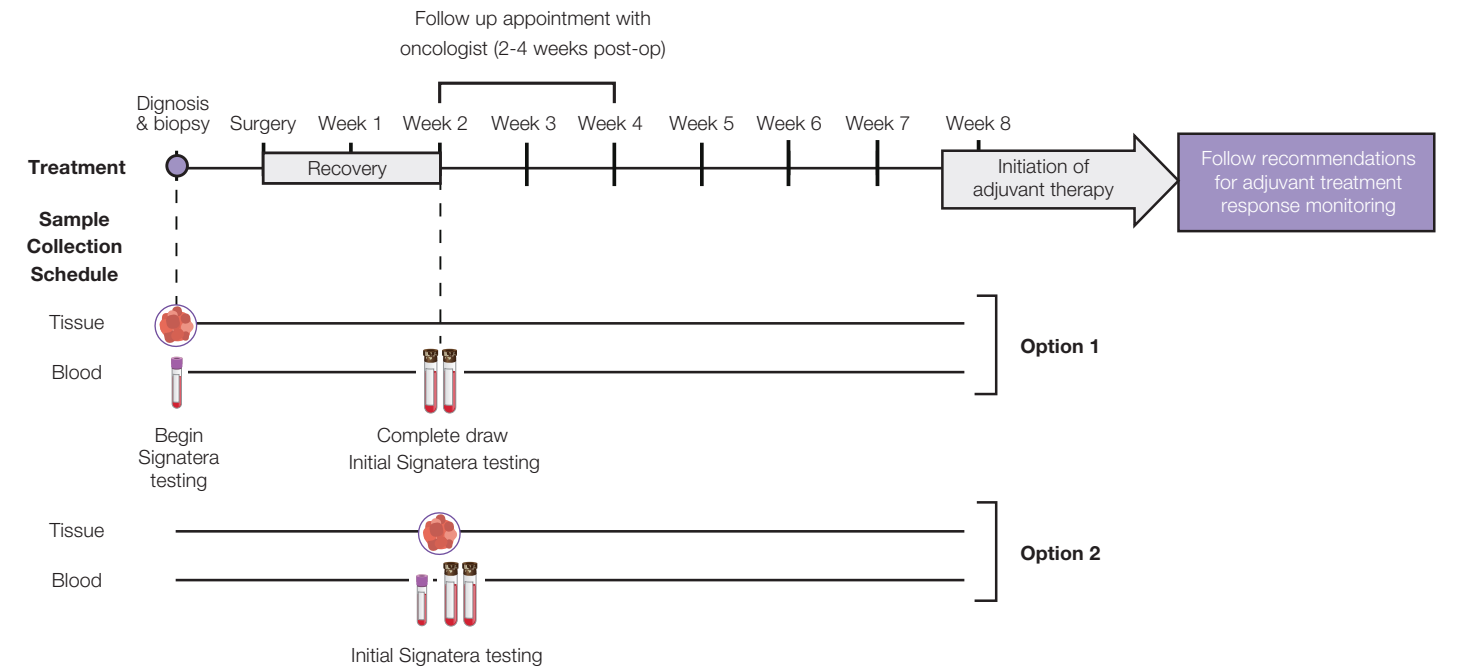 Follow up appointment with
oncologist (2-4 weeks post-op)
Dignosis
& biopsy
Surgery
Week 1
Week 2
Week 3
Week 4
Week 5
Week 6
Week 7
Week 8
Treatment
Recovery
Initiation of
adjuvant therapy
Follow recommendations
for adjuvant treatment
response monitoring
Sample
Collection
Schedule
Tissue
Blood
Option 1
Begin
Signatera
testing
Complete draw
Initial Signatera testing
Tissue
Blood
Option 2
Initial Signatera testing